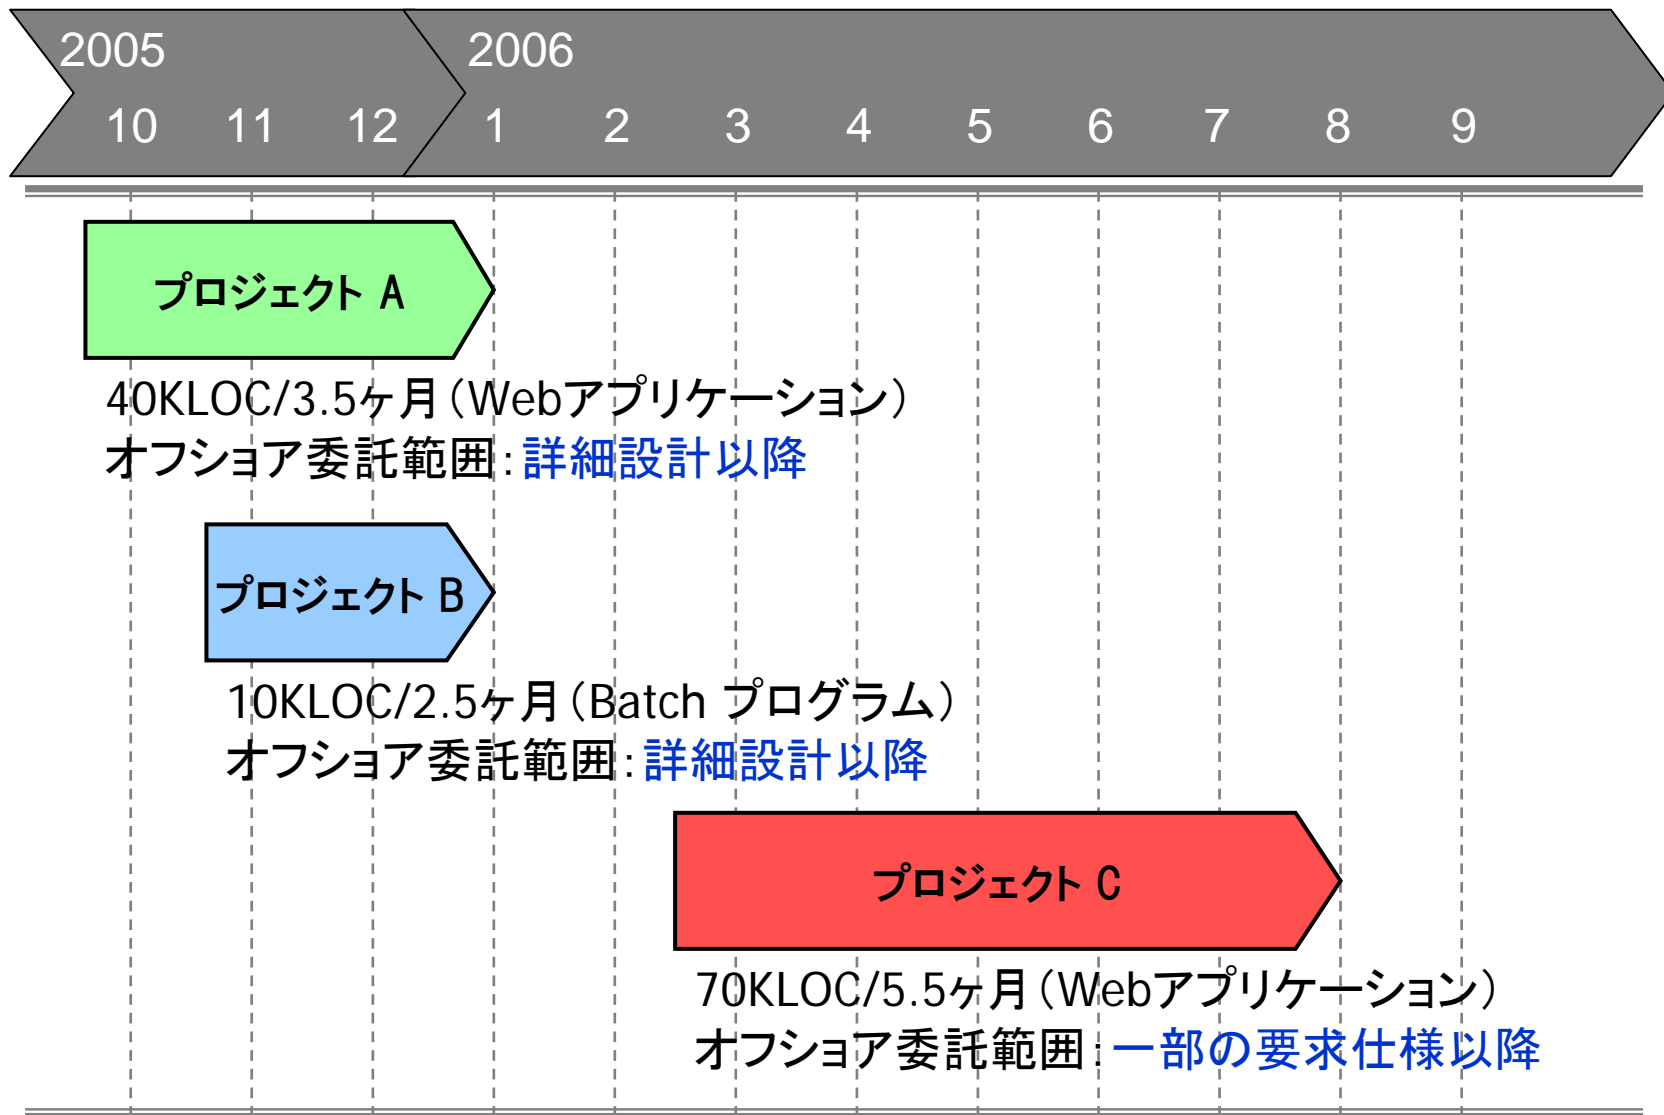 2005 2006
10 11 12 1 2 3 4 5 6 7 8 9
プロジェクト A
40KLOC/3.5ヶ月（Webアプリケーション）
オフショア委託範囲：詳細設計以降
プロジェクト B
10KLOC/2.5ヶ月（Batch プログラム）
オフショア委託範囲：詳細設計以降
プロジェクト C
70KLOC/5.5ヶ月（Webアプリケーション）
オフショア委託範囲：一部の要求仕様以降